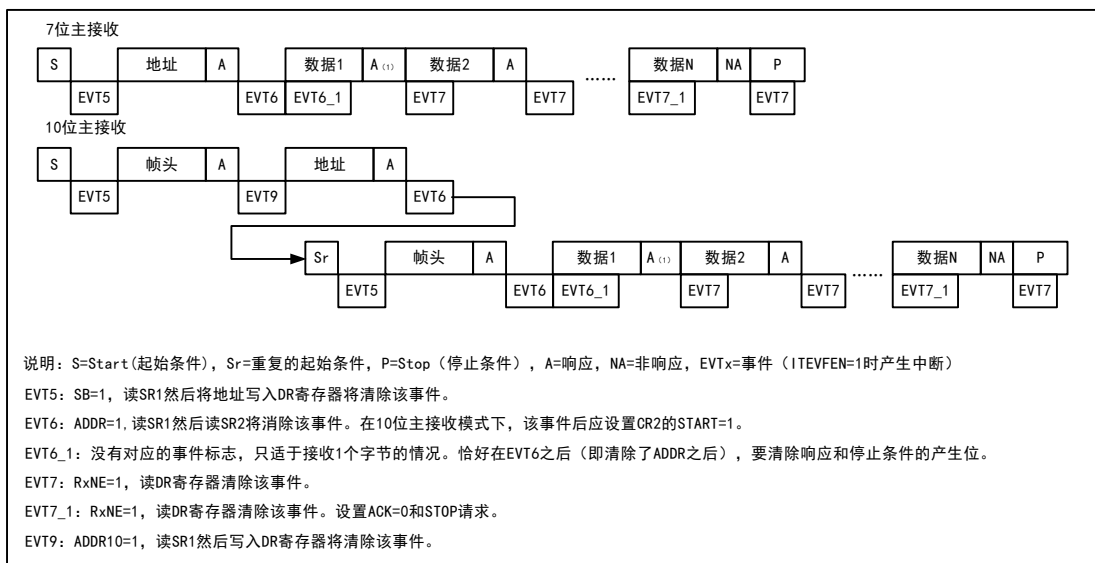 7位主接收
S 地址 A 数据1 A(1) 数据2 A …… 数据N NA P
EVT5 EVT6 EVT6_1 EVT7 EVT7 EVT7_1 EVT7
10位主接收
S 帧头 A 地址 A
EVT5 EVT9 EVT6
Sr 帧头 A 数据1 A(1) 数据2 A …… 数据N NA P
EVT5 EVT6 EVT6_1 EVT7 EVT7 EVT7_1 EVT7
说明：S=Start(起始条件)，Sr=重复的起始条件，P=Stop（停止条件），A=响应，NA=非响应，EVTx=事件（ITEVFEN=1时产生中断）
EVT5：SB=1，读SR1然后将地址写入DR寄存器将清除该事件。
EVT6：ADDR=1,读SR1然后读SR2将消除该事件。在10位主接收模式下，该事件后应设置CR2的START=1。
EVT6_1：没有对应的事件标志，只适于接收1个字节的情况。恰好在EVT6之后（即清除了ADDR之后），要清除响应和停止条件的产生位。
EVT7：RxNE=1，读DR寄存器清除该事件。
EVT7_1：RxNE=1，读DR寄存器清除该事件。设置ACK=0和STOP请求。
EVT9：ADDR10=1，读SR1然后写入DR寄存器将清除该事件。